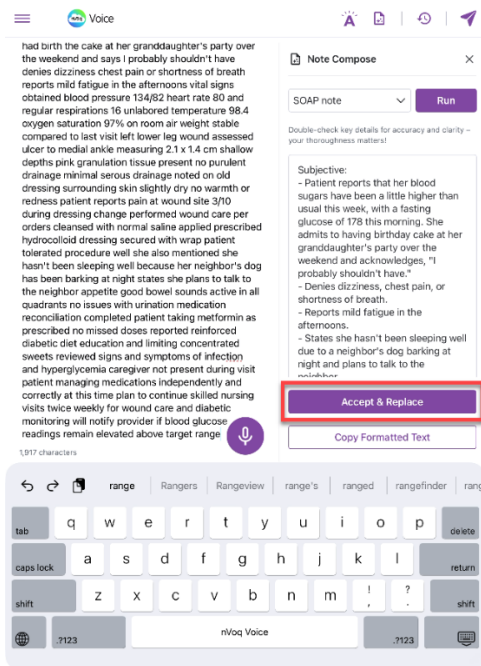 nVoq Voice
had birth the cake at her granddaughter's party over
the weekend and says I probably shouldn't have
denies dizziness chest pain or shortness of breath
reports mild fatigue in the afternoons vital signs
obtained blood pressure 134/82 heart rate 80 and
regular respirations 16 unlabored temperature 98.4
oxygen saturation 97% on room air weight stable
compared to last visit left lower leg wound assessed
ulcer to medial ankle measuring 2.1 x 1.4 cm shallow
depths pink granulation tissue present no purulent
drainage minimal serous drainage noted on old
dressing surrounding skin slightly dry no warmth or
redness patient reports pain at wound site 3/10
during dressing change performed wound care per
orders cleansed with normal saline applied prescribed
hydrocolloid dressing secured with wrap patient
tolerated procedure well she also mentioned she
hasn't been sleeping well because her neighbor's dog
has been barking at night states she plans to talk to
the neighbor appetite good bowel sounds active in all
quadrants no issues with urination medication
reconciliation completed patient taking metformin as
prescribed no missed doses reported reinforced
diabetic diet education and limiting concentrated
sweets reviewed signs and symptoms of infection
and hyperglycemia caregiver not present during visit
patient managing medications independently and
correctly at this time plan to continue skilled nursing
visits twice weekly for wound care and diabetic
monitoring will notify provider if blood glucose
readings remain elevated above target range
1,917 characters
Note Compose
SOAP note
Run
Double-check key details for accuracy and clarity –
your thoroughness matters!
Subjective:
- Patient reports that her blood
sugars have been a little higher than
usual this week, with a fasting
glucose of 178 this morning. She
admits to having birthday cake at her
granddaughter's party over the
weekend and acknowledges, "I
probably shouldn't have."
- Denies dizziness, chest pain, or
shortness of breath.
- Reports mild fatigue in the
afternoons.
- States she hasn't been sleeping well
due to a neighbor's dog barking at
night and plans to talk to the
neighbor.
Accept & Replace
Copy Formatted Text
range Rangers Rangeview range's ranged rangefinder rang
tab q w e r t y u i o p delete
caps lock a s d f g h j k l return
shift z x c v b n m ! , ? . shift
.?123 nVoq Voice .?123